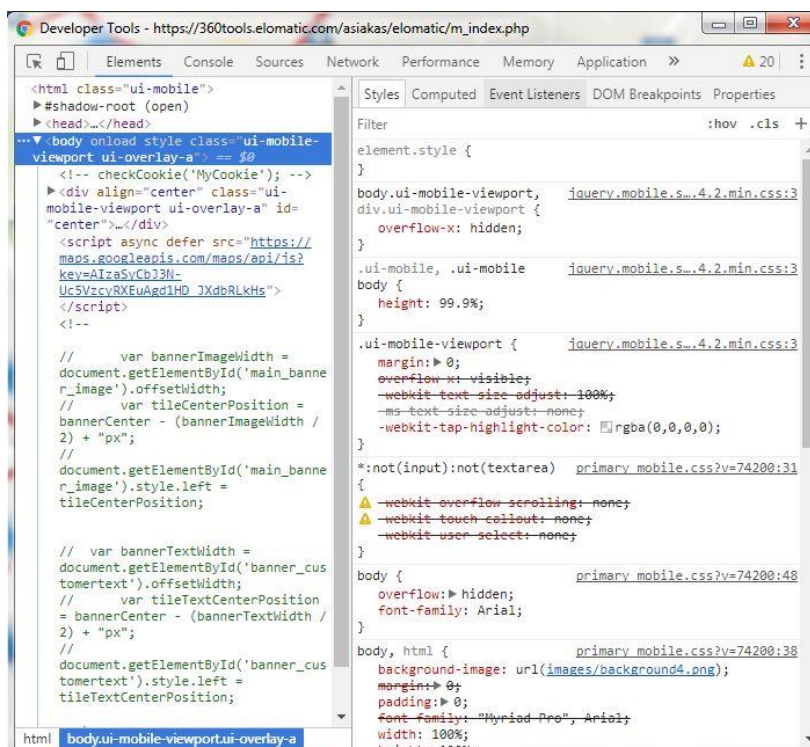 Developer Tools - https://360tools.elomatic.com/asiakas/elomatic/m_index.php
Elements Console Sources Network Performance Memory Application » 20
<html class="ui-mobile">
▶#shadow-root (open)
▶<head>…</head>
···▼<body onload style class="ui-mobile-
viewport ui-overlay-a"> == $0
<!-- checkCookie('MyCookie'); -->
▶<div align="center" class="ui-
mobile-viewport ui-overlay-a" id=
"center">…</div>
<script async defer src="https://
maps.googleapis.com/maps/api/js?
key=AIzaSyCbJ3N-
Uc5VzcyRXEuAgd1HD_JXdbRLkHs">
</script>
<!--
// var bannerImageWidth =
document.getElementById('main_banne
r_image').offsetWidth;
// var tileCenterPosition =
bannerCenter - (bannerImageWidth /
2) + "px";
//
document.getElementById('main_banne
r_image').style.left =
tileCenterPosition;
// var bannerTextWidth =
document.getElementById('banner_cus
tomertext').offsetWidth;
// var tileTextCenterPosition
= bannerCenter - (bannerTextWidth /
2) + "px";
//
document.getElementById('banner_cus
tomertext').style.left =
tileTextCenterPosition;
html body.ui-mobile-viewport.ui-overlay-a
Styles Computed Event Listeners DOM Breakpoints Properties
Filter :hov .cls +
element.style {
}
body.ui-mobile-viewport, jquery.mobile.s….4.2.min.css:3
div.ui-mobile-viewport {
overflow-x: hidden;
}
.ui-mobile, .ui-mobile jquery.mobile.s….4.2.min.css:3
body {
height: 99.9%;
}
.ui-mobile-viewport { jquery.mobile.s….4.2.min.css:3
margin:▶0;
overflow-x: visible;
-webkit-text-size-adjust: 100%;
-ms-text-size-adjust: none;
-webkit-tap-highlight-color: rgba(0,0,0,0);
}
*:not(input):not(textarea) primary_mobile.css?v=74200:31
{
-webkit-overflow-scrolling: none;
-webkit-touch-callout: none;
-webkit-user-select: none;
}
body { primary_mobile.css?v=74200:48
overflow:▶hidden;
font-family: Arial;
}
body, html { primary_mobile.css?v=74200:38
background-image: url(images/background4.png);
margin:▶0;
padding:▶0;
font-family: "Myriad Pro", Arial;
width: 100%;